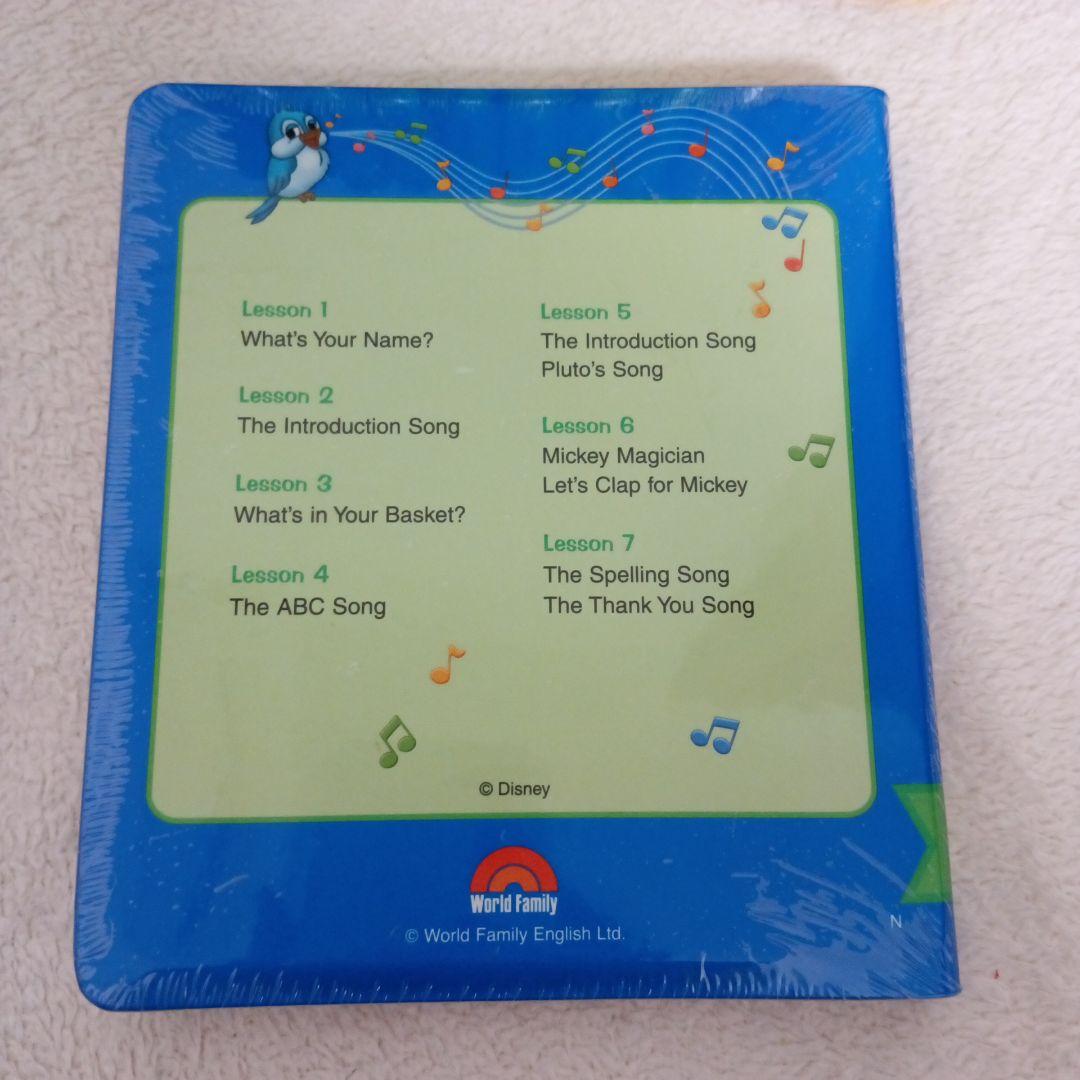 Lesson 1
What's Your Name?
Lesson 2
The Introduction Song
Lesson 3
What's in Your Basket?
Lesson 4
The ABC Song
Lesson 5
The Introduction Song
Pluto's Song
Lesson 6
Mickey Magician
Let's Clap for Mickey
Lesson 7
The Spelling Song
The Thank You Song
© Disney
World Family
© World Family English Ltd.
N